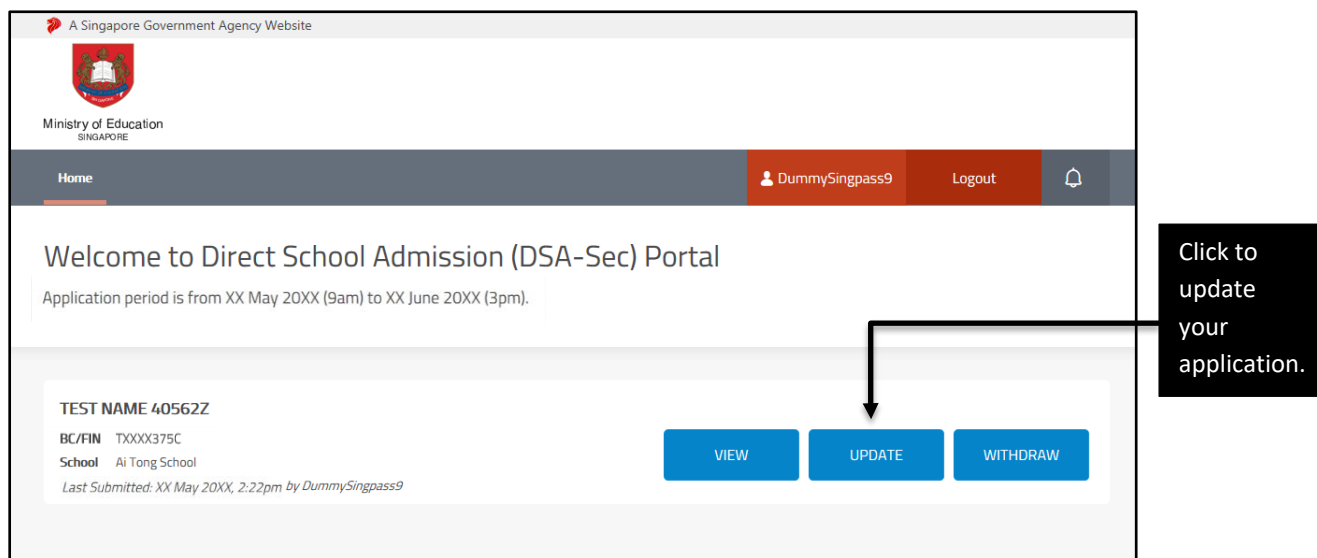 A Singapore Government Agency Website
Ministry of Education
SINGAPORE
Home
DummySingpass9
Logout
Welcome to Direct School Admission (DSA-Sec) Portal
Application period is from XX May 20XX (9am) to XX June 20XX (3pm).
Click to
update
your
application.
TEST NAME 40562Z
BC/FIN TXXXX375C
School Ai Tong School
Last Submitted: XX May 20XX, 2:22pm by DummySingpass9
VIEW
UPDATE
WITHDRAW